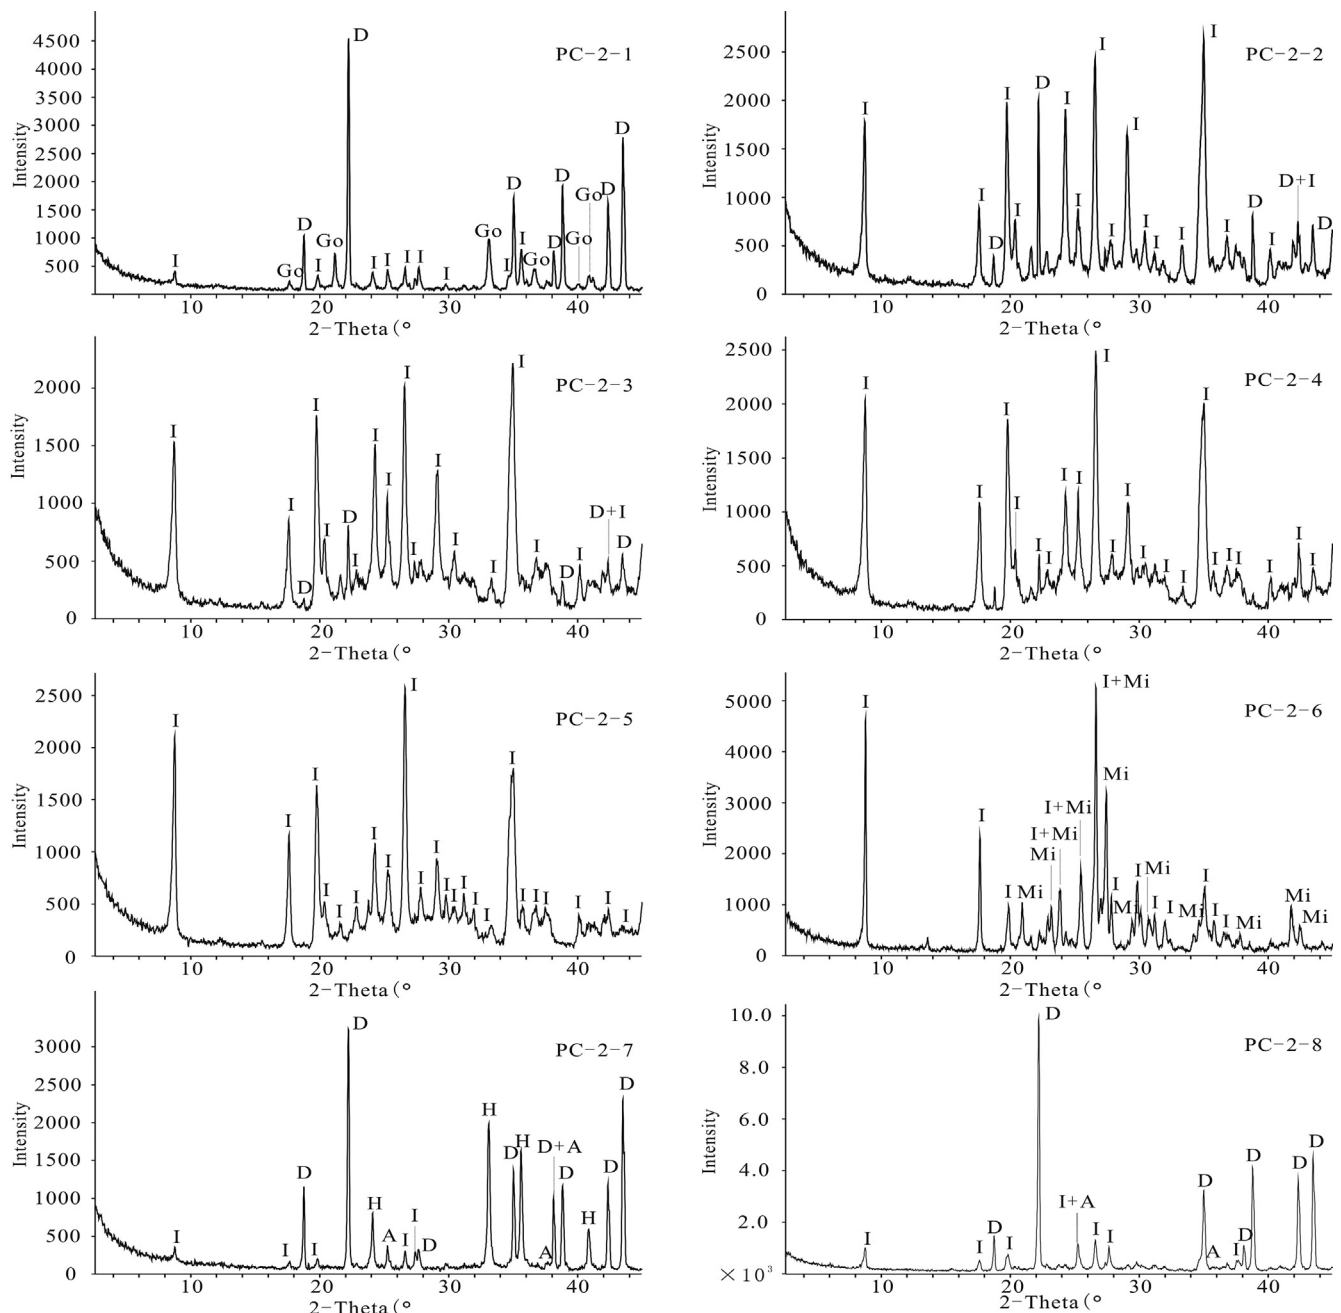 PC-2-1
Intensity
4500
4000
3500
3000
2500
2000
1500
1000
500
I Go D I Go D I I I I I Go I D I Go D Go D Go D D
10 20 30 40
2-Theta(°
PC-2-2
Intensity
2500
2000
1500
1000
500
0
I I D I I D I I I I I I I I I I D I D+I D
10 20 30 40
2-Theta(°
PC-2-3
Intensity
2000
1500
1000
500
0
I I D I I D I I I I I I I I I I D I D+I D
10 20 30 40
2-Theta(°
PC-2-4
Intensity
2500
2000
1500
1000
500
0
I I I I I I I I I I I I I I I I I I I I I
10 20 30 40
2-Theta(°
PC-2-5
Intensity
2500
2000
1500
1000
500
0
I I I I I I I I I I I I I I I I I I I I I I
10 20 30 40
2-Theta(°
PC-2-6
Intensity
5000
4000
3000
2000
1000
0
I I I Mi Mi I+Mi I+Mi I+Mi Mi I Mi I Mi I I Mi I I I Mi Mi Mi
10 20 30 40
2-Theta(°
PC-2-7
Intensity
3000
2500
2000
1500
1000
500
0
I I D I D H A I I D H D H A D+A D H D D
10 20 30 40
2-Theta(°
PC-2-8
Intensity
10.0
8.0
6.0
4.0
2.0
×10³
I I D I D I+A I I D A I D D D D
10 20 30 40
2-Theta(°